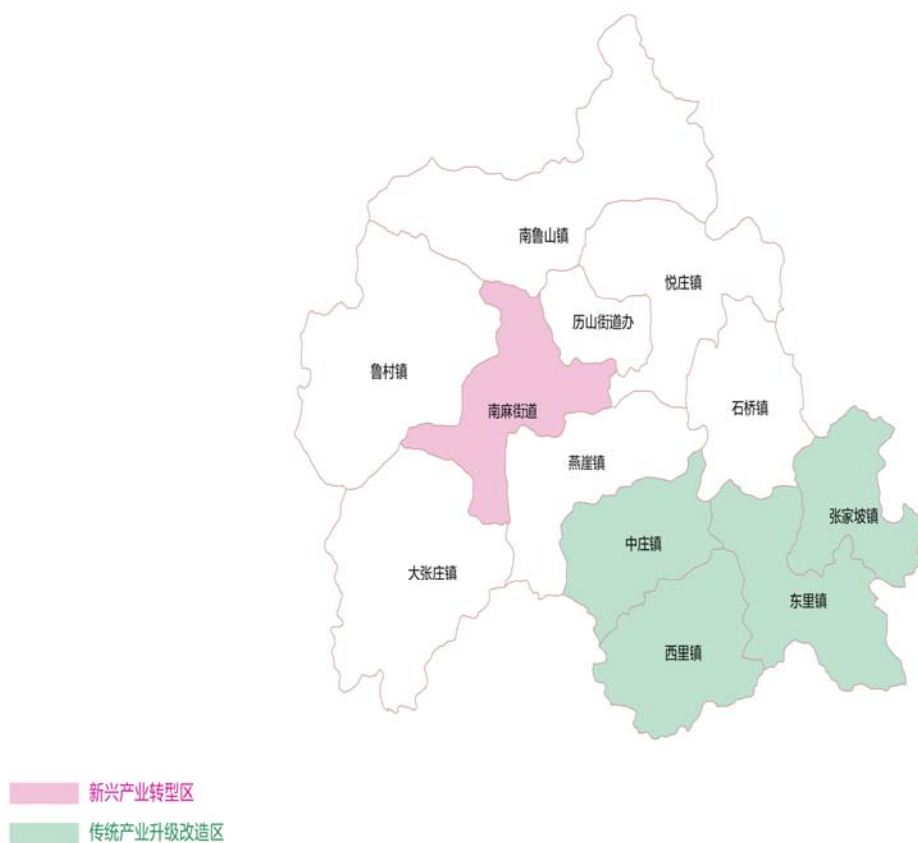 南鲁山镇
悦庄镇
历山街道办
鲁村镇
南麻街道
石桥镇
燕崖镇
张家坡镇
中庄镇
大张庄镇
东里镇
西里镇
新兴产业转型区
传统产业升级改造区